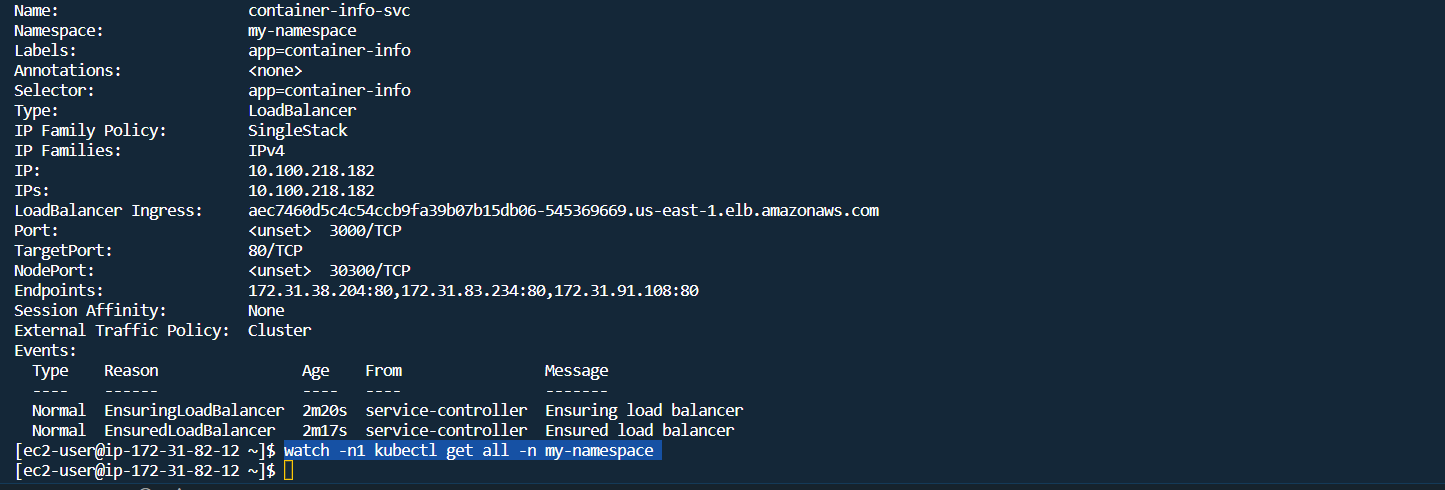 Name: container-info-svc
Namespace: my-namespace
Labels: app=container-info
Annotations: <none>
Selector: app=container-info
Type: LoadBalancer
IP Family Policy: SingleStack
IP Families: IPv4
IP: 10.100.218.182
IPs: 10.100.218.182
LoadBalancer Ingress: aec7460d5c4c54ccb9fa39b07b15db06-545369669.us-east-1.elb.amazonaws.com
Port: <unset> 3000/TCP
TargetPort: 80/TCP
NodePort: <unset> 30300/TCP
Endpoints: 172.31.38.204:80,172.31.83.234:80,172.31.91.108:80
Session Affinity: None
External Traffic Policy: Cluster
Events:
Type Reason Age From Message
---- ------ ---- ---- -------
Normal EnsuringLoadBalancer 2m20s service-controller Ensuring load balancer
Normal EnsuredLoadBalancer 2m17s service-controller Ensured load balancer
[ec2-user@ip-172-31-82-12 ~]$ watch -n1 kubectl get all -n my-namespace
[ec2-user@ip-172-31-82-12 ~]$